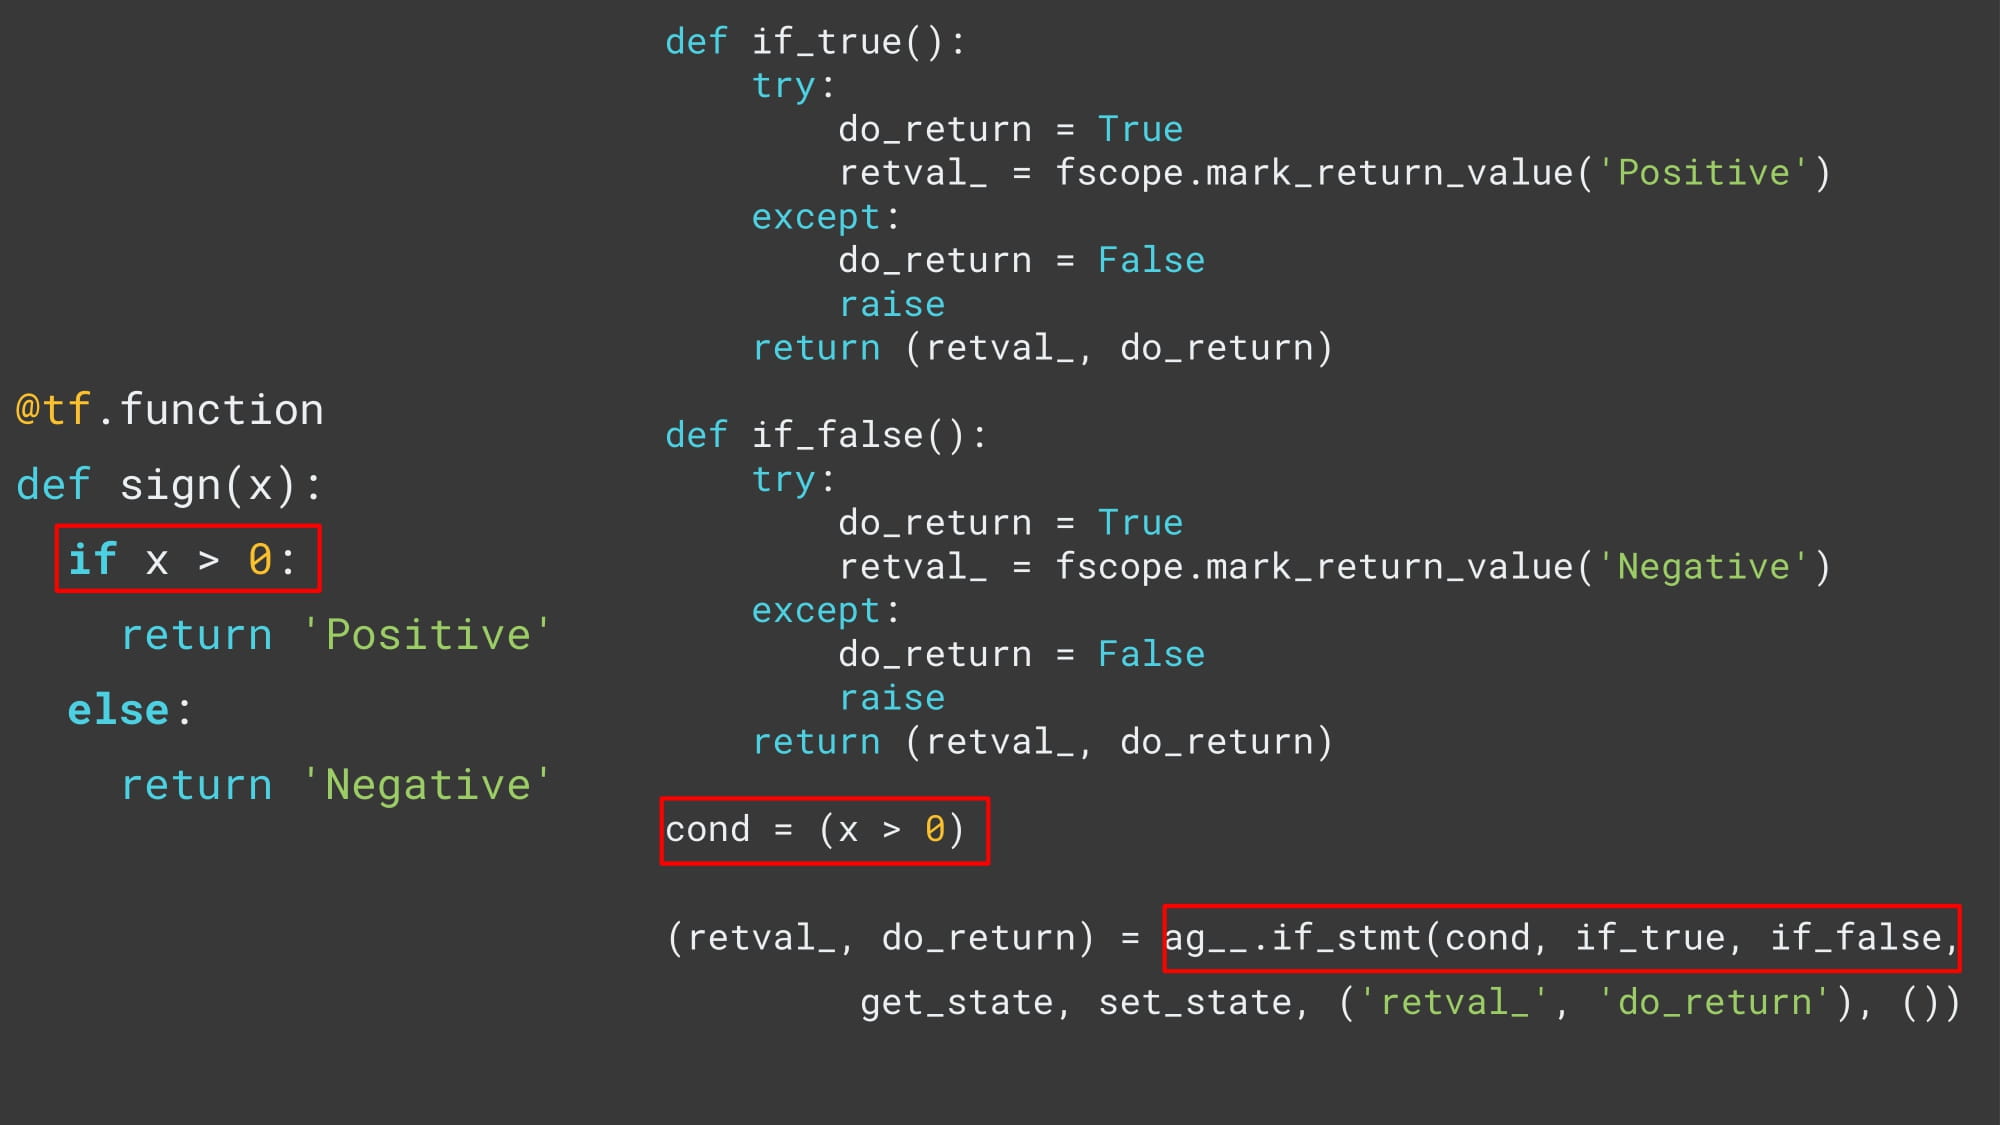 @tf.function
def sign(x):
  if x > 0:
    return 'Positive'
  else:
    return 'Negative'
def if_true():
    try:
        do_return = True
        retval_ = fscope.mark_return_value('Positive')
    except:
        do_return = False
        raise
    return (retval_, do_return)
def if_false():
    try:
        do_return = True
        retval_ = fscope.mark_return_value('Negative')
    except:
        do_return = False
        raise
    return (retval_, do_return)
cond = (x > 0)
(retval_, do_return) = ag__.if_stmt(cond, if_true, if_false,
         get_state, set_state, ('retval_', 'do_return'), ())